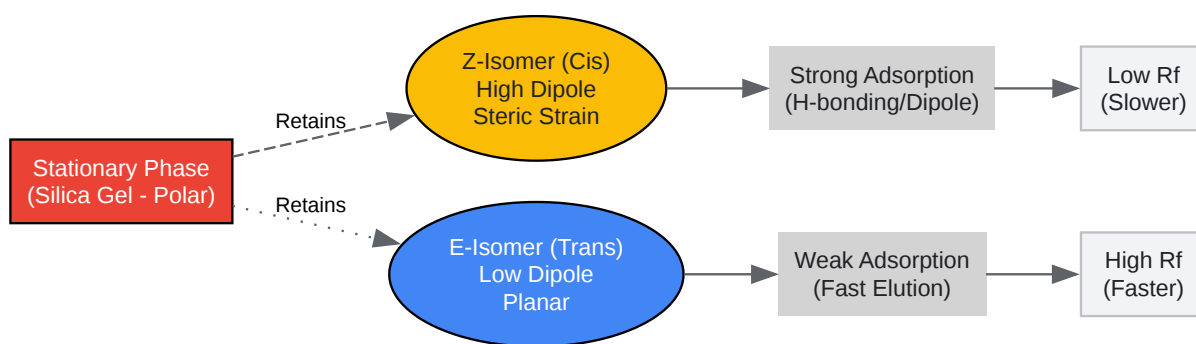 Stationary Phase
(Silica Gel - Polar)
Retains
Retains
Z-Isomer (Cis)
High Dipole
Steric Strain
Strong Adsorption
(H-bonding/Dipole)
Low Rf
(Slower)
E-Isomer (Trans)
Low Dipole
Planar
Weak Adsorption
(Fast Elution)
High Rf
(Faster)